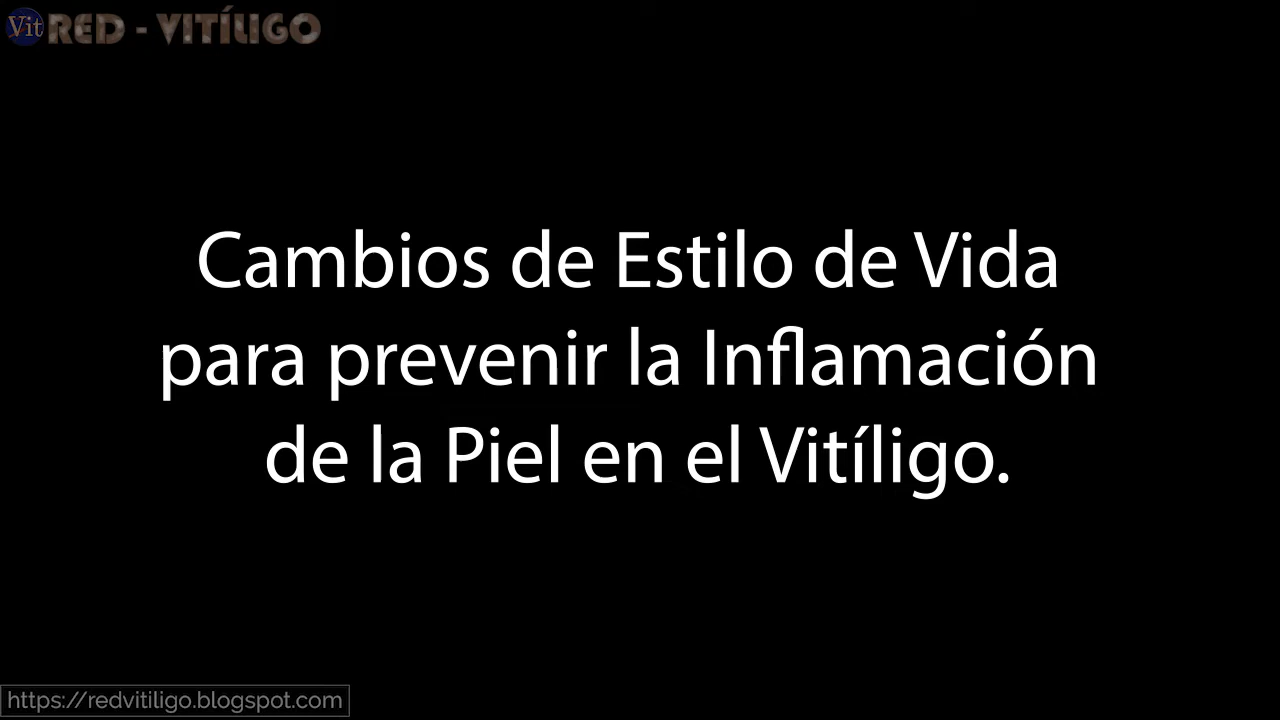 Vit RED - VITÍLIGO
Cambios de Estilo de Vida
para prevenir la Inflamación
de la Piel en el Vitíligo.
https://redvitiligo.blogspot.com